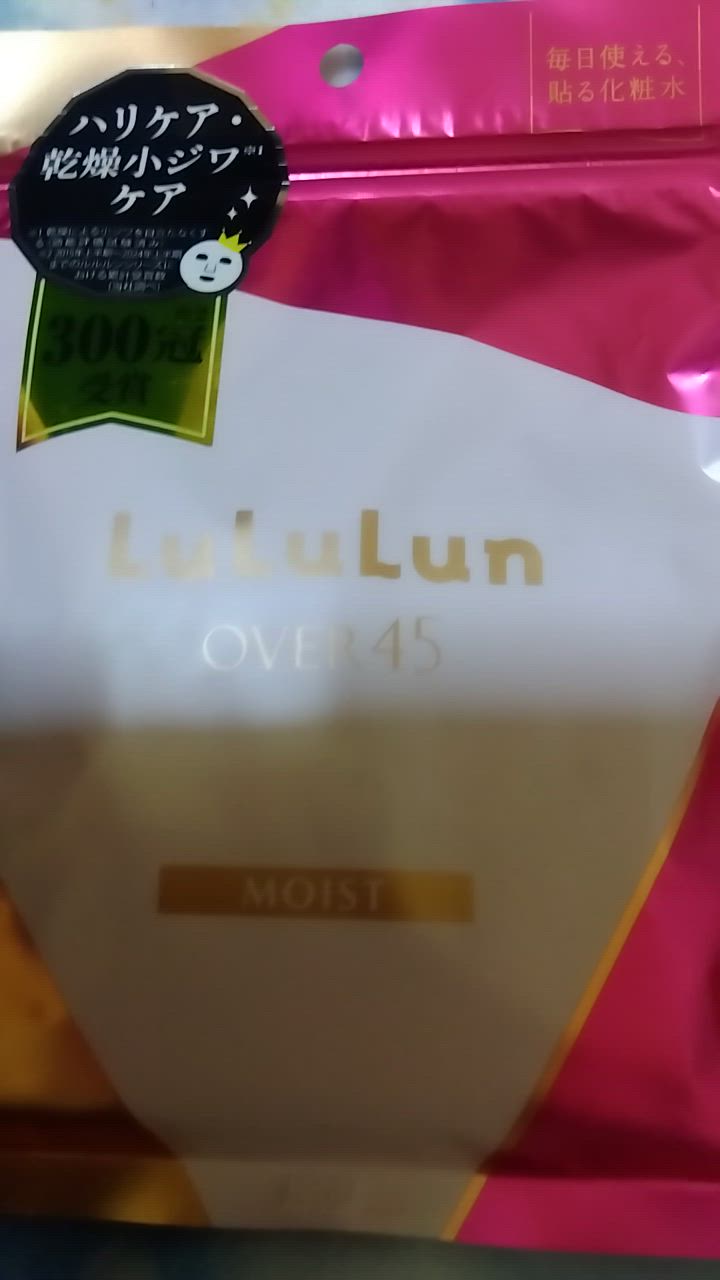 毎日使える、
貼る化粧水
ハリケア・
乾燥小ジワ※1
ケア
300冠
受賞
LuLuLun
OVER45
MOIST